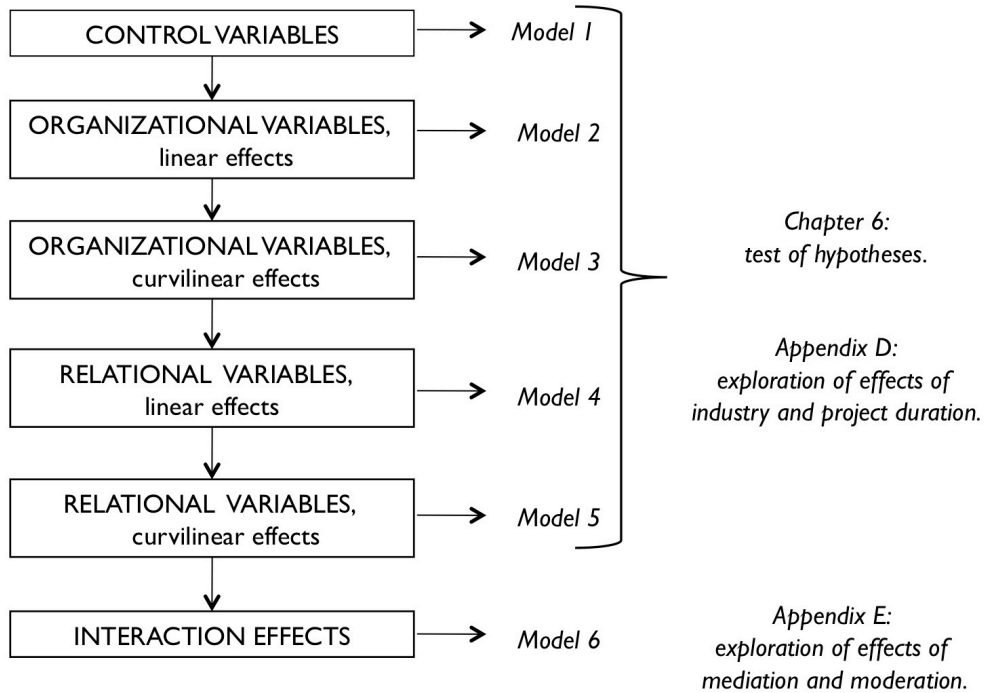 CONTROL VARIABLES
Model 1
ORGANIZATIONAL VARIABLES,
linear effects
Model 2
ORGANIZATIONAL VARIABLES,
curvilinear effects
Model 3
RELATIONAL VARIABLES,
linear effects
Model 4
RELATIONAL VARIABLES,
curvilinear effects
Model 5
INTERACTION EFFECTS
Model 6
Chapter 6:
test of hypotheses.
Appendix D:
exploration of effects of
industry and project duration.
Appendix E:
exploration of effects of
mediation and moderation.